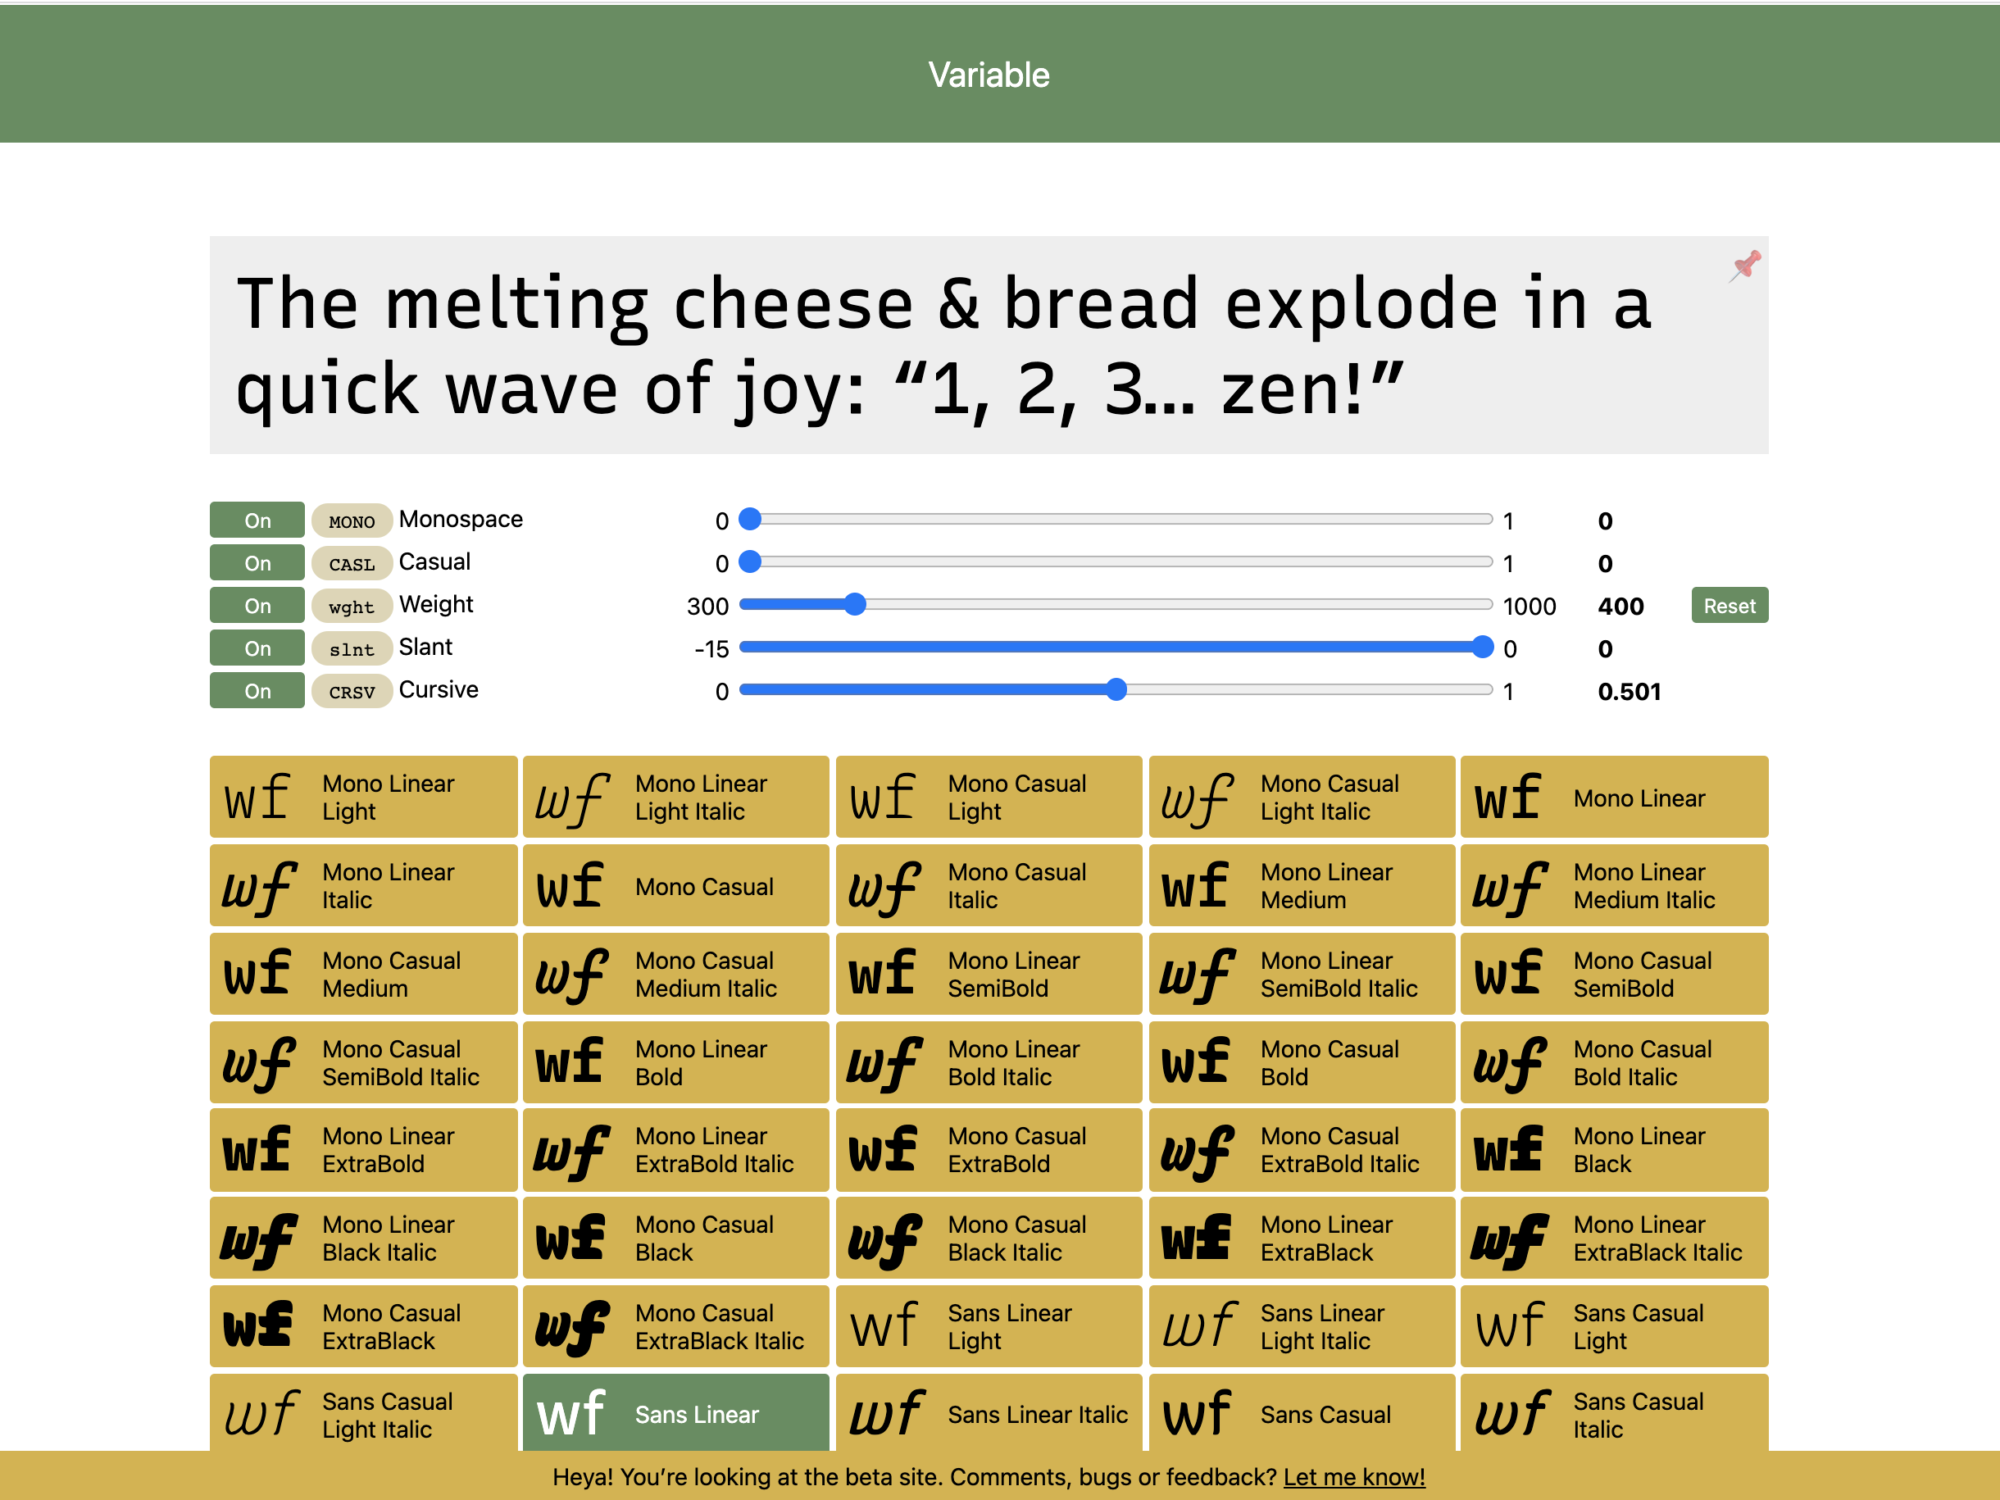 Variable
The melting cheese & bread explode in a
quick wave of joy: “1, 2, 3... zen!”
On MONO Monospace 0 1 0
On CASL Casual 0 1 0
On wght Weight 300 1000 400 Reset
On slnt Slant -15 0 0
On CRSV Cursive 0 1 0.501
wf Mono Linear
Light
wf Mono Linear
Light Italic
wf Mono Casual
Light
wf Mono Casual
Light Italic
wf Mono Linear
wf Mono Linear
Italic
wf Mono Casual
wf Mono Casual
Italic
wf Mono Linear
Medium
wf Mono Linear
Medium Italic
wf Mono Casual
Medium
wf Mono Casual
Medium Italic
wf Mono Linear
SemiBold
wf Mono Linear
SemiBold Italic
wf Mono Casual
SemiBold
wf Mono Casual
SemiBold Italic
wf Mono Linear
Bold
wf Mono Linear
Bold Italic
wf Mono Casual
Bold
wf Mono Casual
Bold Italic
wf Mono Linear
ExtraBold
wf Mono Linear
ExtraBold Italic
wf Mono Casual
ExtraBold
wf Mono Casual
ExtraBold Italic
wf Mono Linear
Black
wf Mono Linear
Black Italic
wf Mono Casual
Black
wf Mono Casual
Black Italic
wf Mono Linear
ExtraBlack
wf Mono Linear
ExtraBlack Italic
wf Mono Casual
ExtraBlack
wf Mono Casual
ExtraBlack Italic
wf Sans Linear
Light
wf Sans Linear
Light Italic
wf Sans Casual
Light
wf Sans Casual
Light Italic
wf Sans Linear
wf Sans Linear Italic
wf Sans Casual
wf Sans Casual
Italic
Heya! You’re looking at the beta site. Comments, bugs or feedback? Let me know!